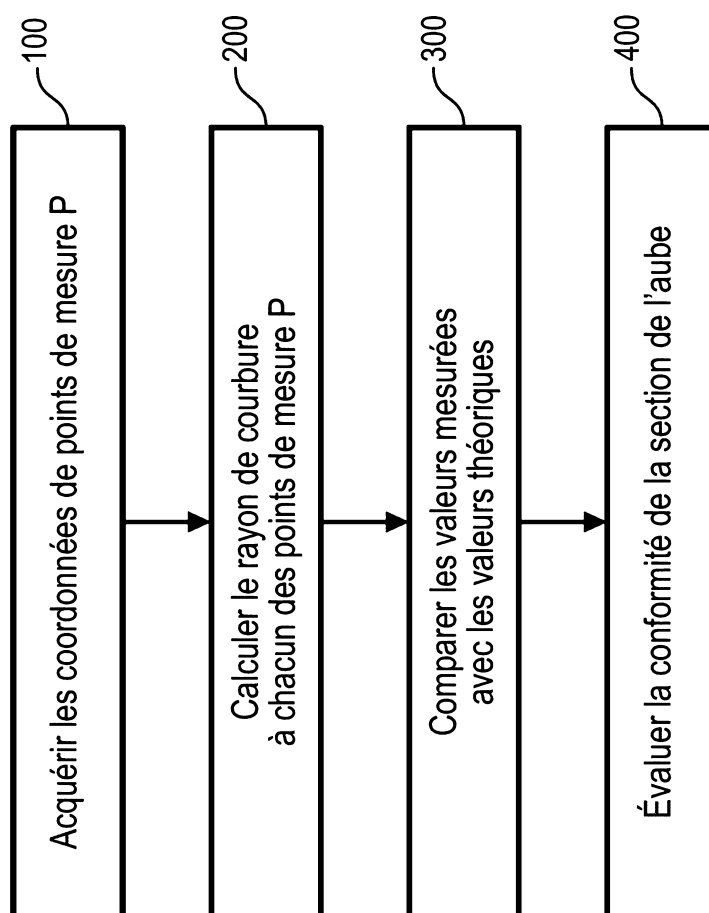 100
Acquérir les coordonnées de points de mesure P
200
Calculer le rayon de courbure
à chacun des points de mesure P
300
Comparer les valeurs mesurées
avec les valeurs théoriques
400
Évaluer la conformité de la section de l'aube